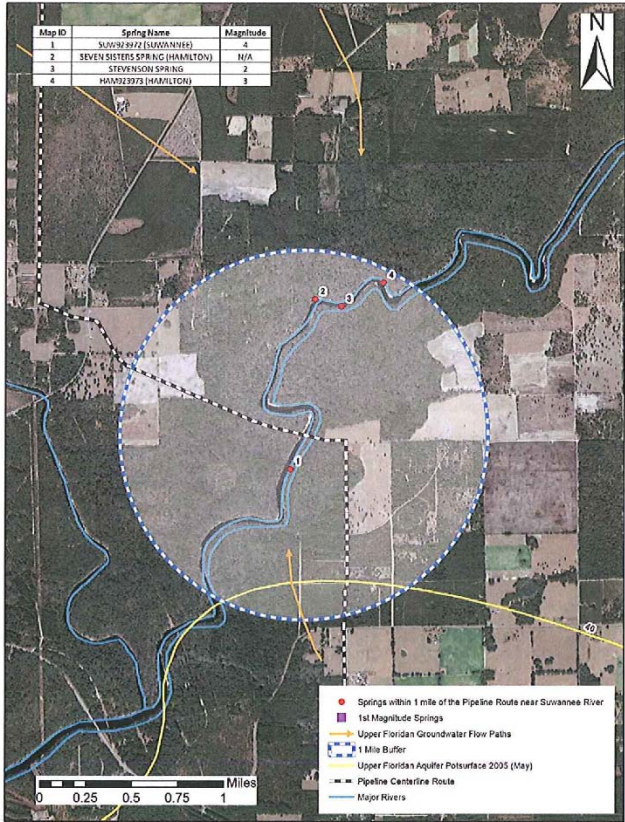 Map ID Spring Name Magnitude
1 SUW923972 (SUWANNEE) 4
2 SEVEN SISTERS SPRING (HAMILTON) N/A
3 STEVENSON SPRING 2
4 HAM923973 (HAMILTON) 3
N
4
2
3
1
40
Springs within 1 mile of the Pipeline Route near Suwannee River
1st Magnitude Springs
Upper Floridan Groundwater Flow Paths
1 Mile Buffer
Upper Floridan Aquifer Potsurface 2005 (May)
Pipeline Centerline Route
Major Rivers
Miles
0 0.25 0.5 1